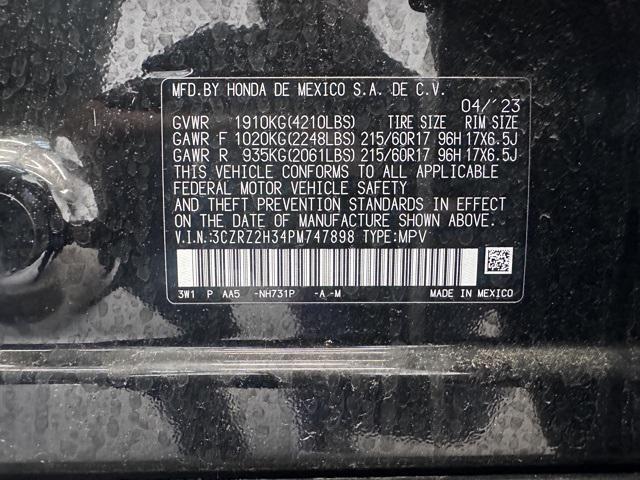 MFD.BY HONDA DE MEXICO S.A. DE C.V.
04/'23
GVWR 1910KG(4210LBS) TIRE SIZE RIM SIZE
GAWR F 1020KG(2248LBS) 215/60R17 96H 17X6.5J
GAWR R 935KG(2061LBS) 215/60R17 96H 17X6.5J
THIS VEHICLE CONFORMS TO ALL APPLICABLE
FEDERAL MOTOR VEHICLE SAFETY
AND THEFT PREVENTION STANDARDS IN EFFECT
ON THE DATE OF MANUFACTURE SHOWN ABOVE.
V.I.N.:3CZRZ2H34PM747898 TYPE:MPV
3W1 P AA5 -NH731P -A-M MADE IN MEXICO